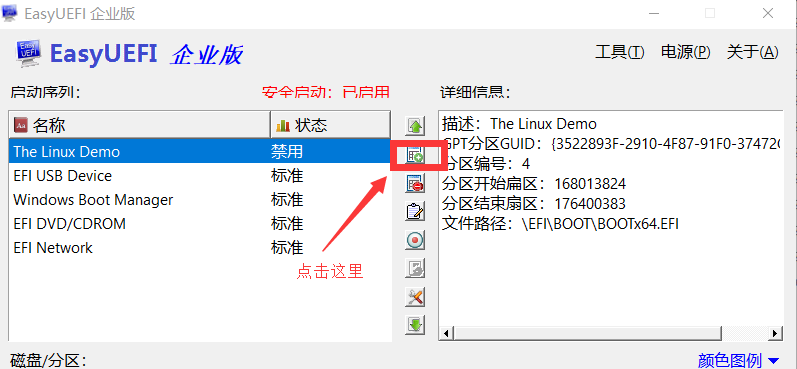 EasyUEFI 企业版
EasyUEFI 企业版
工具(T) 电源(P) 关于(A)
启动序列: 安全启动: 已启用 详细信息:
名称 状态
The Linux Demo 禁用
EFI USB Device 标准
Windows Boot Manager 标准
EFI DVD/CDROM 标准
EFI Network 标准
点击这里
描述: The Linux Demo
GPT分区GUID: {3522893F-2910-4F87-91F0-37472
分区编号: 4
分区开始扇区: 168013824
分区结束扇区: 176400383
文件路径: \EFI\BOOT\BOOTx64.EFI
磁盘/分区: 颜色图例